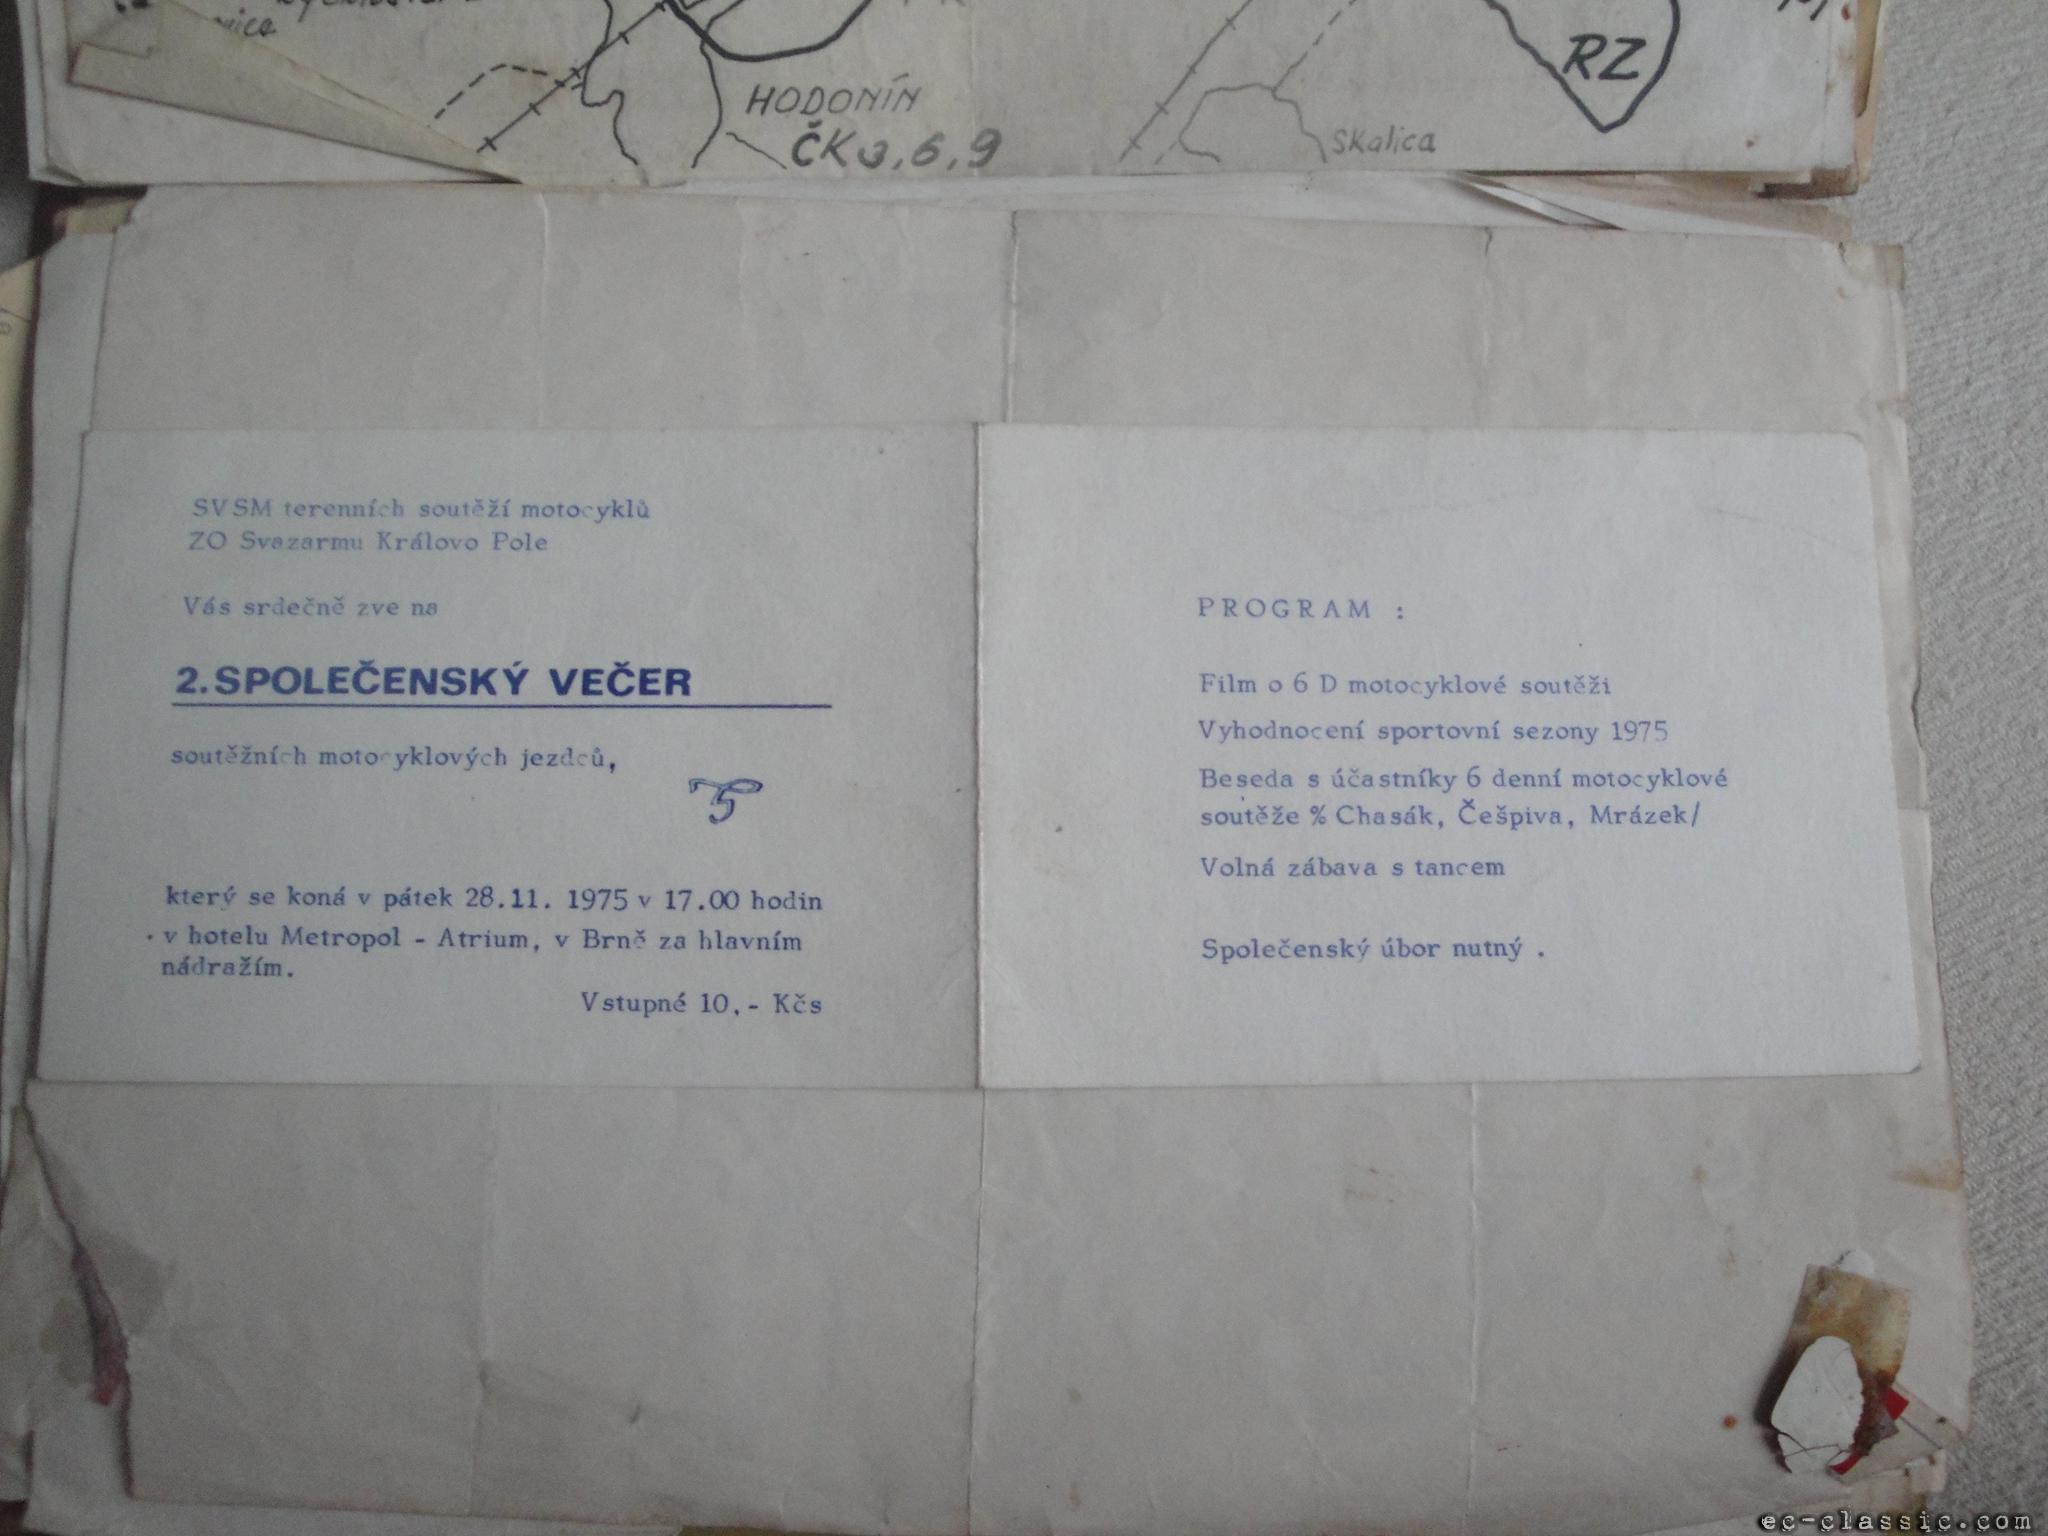 HODONÍN
ČK 3,6,9
RZ
Skalica
SVSM terenních soutěží motocyklů
ZO Svazarmu Královo Pole
Vás srdečně zve na
2. SPOLEČENSKÝ VEČER
soutěžních motocyklových jezdců,
který se koná v pátek 28.11. 1975 v 17.00 hodin
v hotelu Metropol - Atrium, v Brně za hlavním
nádražím.
Vstupné 10,- Kčs
PROGRAM :
Film o 6 D motocyklové soutěži
Vyhodnocení sportovní sezony 1975
Beseda s účastníky 6 denní motocyklové
soutěže % Chasák, Češpiva, Mrázek/
Volná zábava s tancem
Společenský úbor nutný .
ec-classic.com